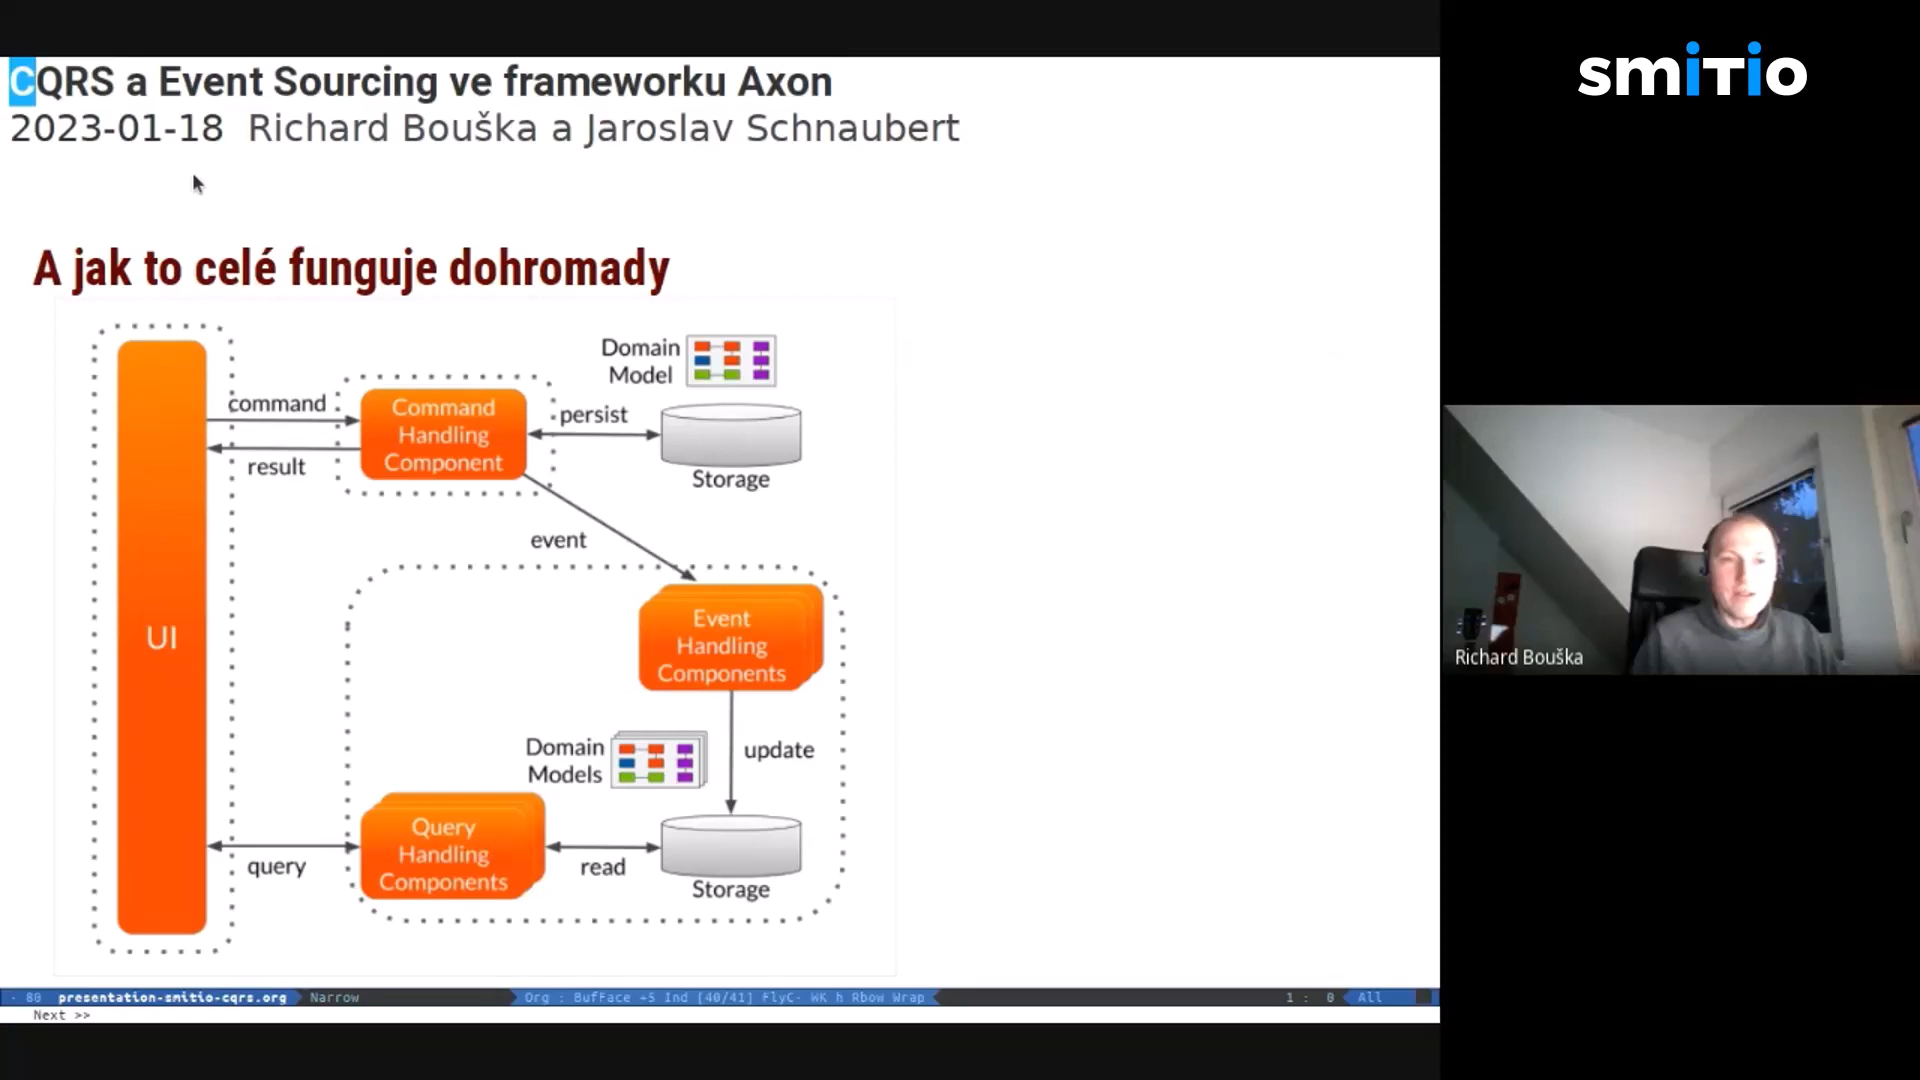 CQRS a Event Sourcing ve frameworku Axon
2023-01-18 Richard Bouška a Jaroslav Schnaubert
A jak to celé funguje dohromady
UI
command
result
Command
Handling
Component
persist
Domain
Model
Storage
event
Event
Handling
Components
update
Domain
Models
Query
Handling
Components
query
read
Storage
- 80 presentation-smitio-cqrs.org Narrow Org : BufFace +5 Ind [40/41] FlyC- WK h Rbow Wrap 1 : 0 All
Next >>
smiTio
Richard Bouška